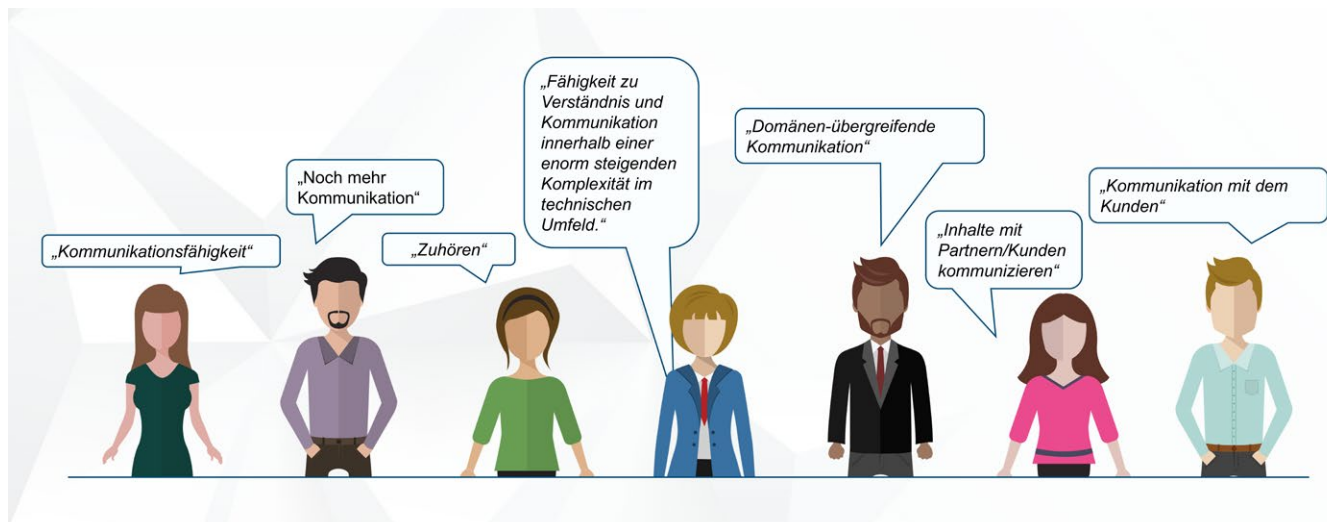 „Kommunikationsfähigkeit“
„Noch mehr
Kommunikation“
„Zuhören“
„Fähigkeit zu
Verständnis und
Kommunikation
innerhalb einer
enorm steigenden
Komplexität im
technischen
Umfeld.“
„Domänen-übergreifende
Kommunikation“
„Inhalte mit
Partnern/Kunden
kommunizieren“
„Kommunikation mit dem
Kunden“